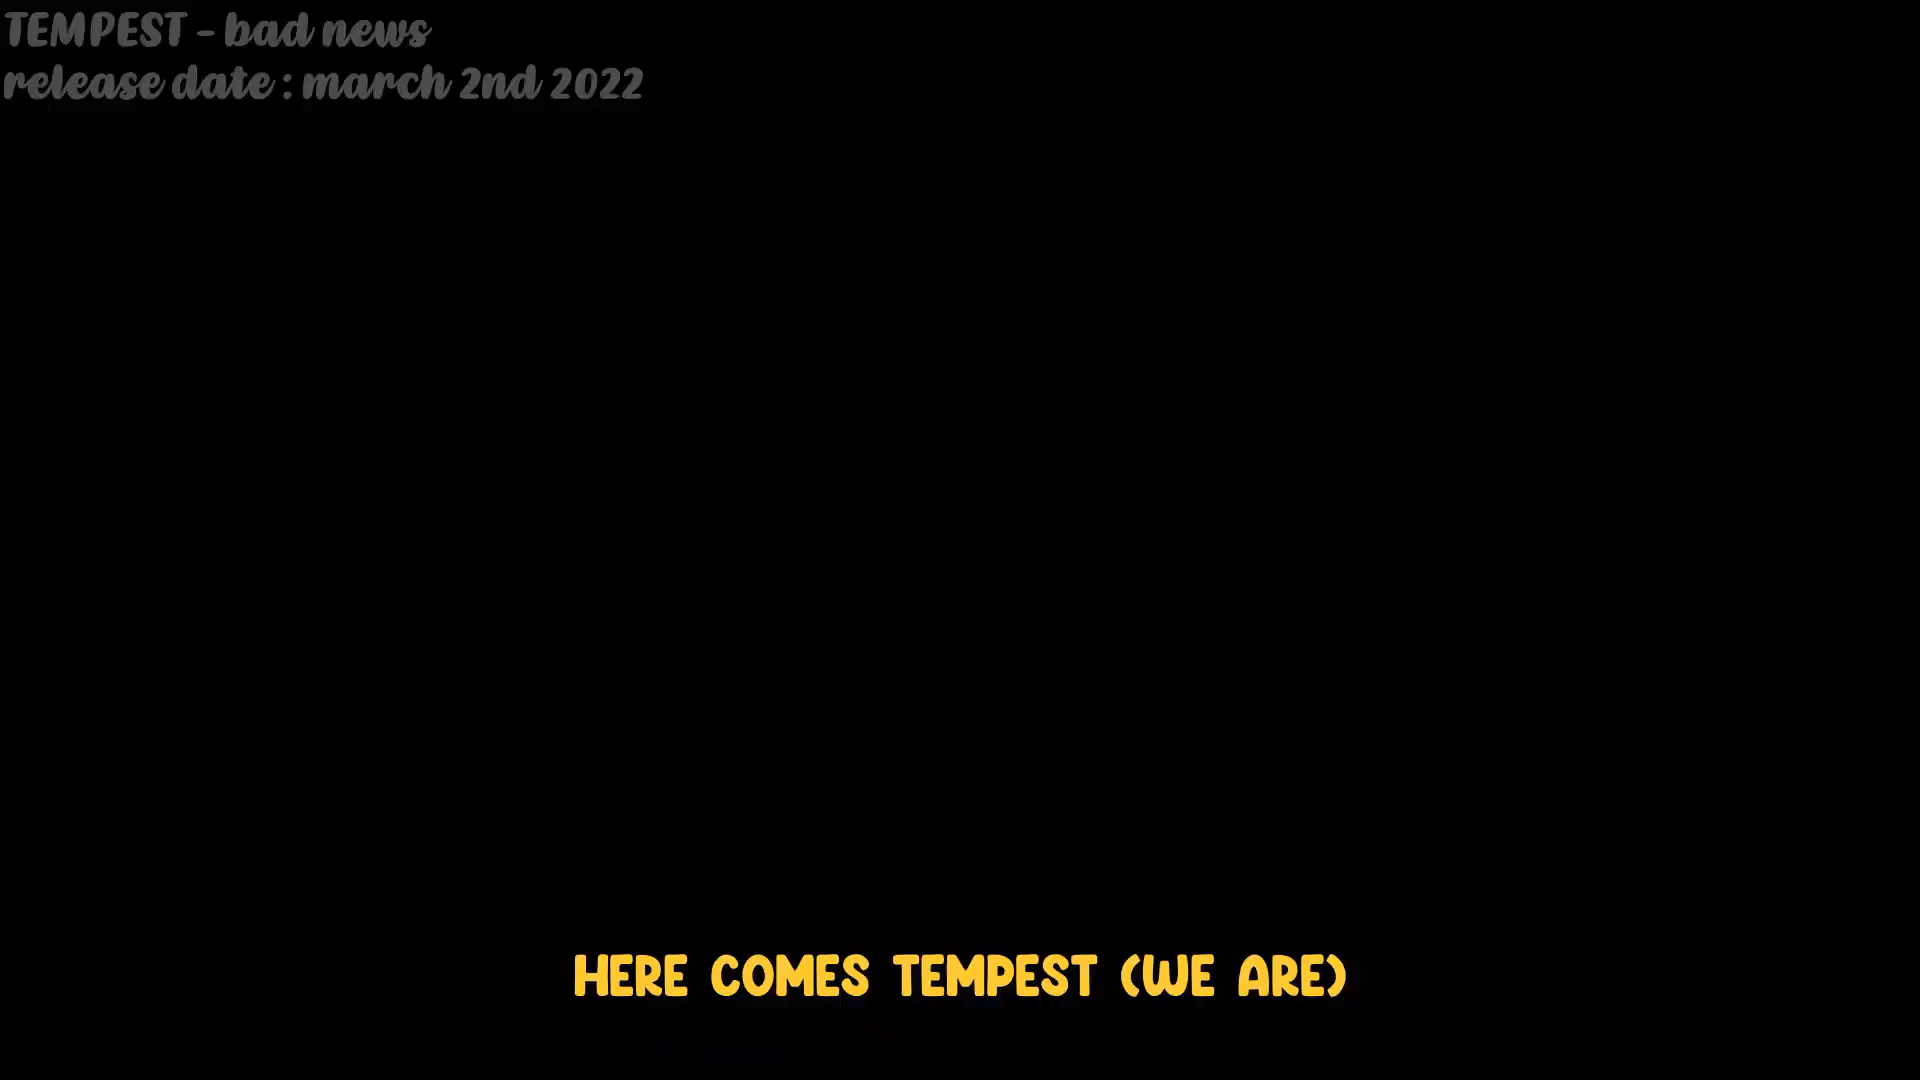 TEMPEST - bad news
release date : march 2nd 2022
HERE COMES TEMPEST (WE ARE)